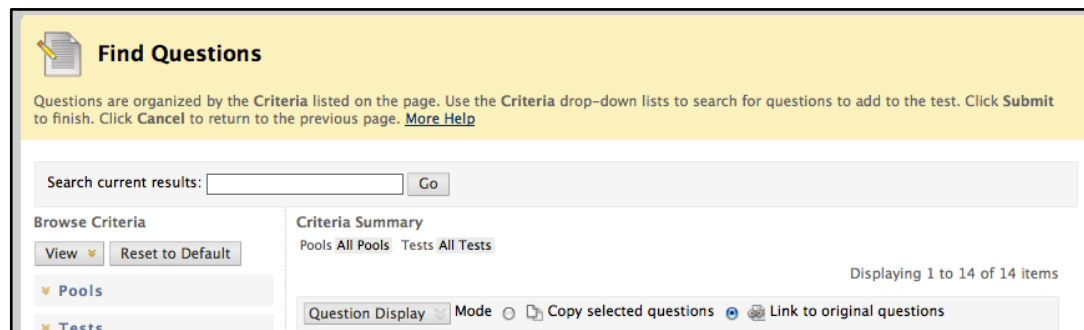 Find Questions
Questions are organized by the Criteria listed on the page. Use the Criteria drop-down lists to search for questions to add to the test. Click Submit
to finish. Click Cancel to return to the previous page. More Help
Search current results: Go
Browse Criteria
View Reset to Default
Pools
Tests
Criteria Summary
Pools All Pools Tests All Tests
Displaying 1 to 14 of 14 items
Question Display Mode Copy selected questions Link to original questions